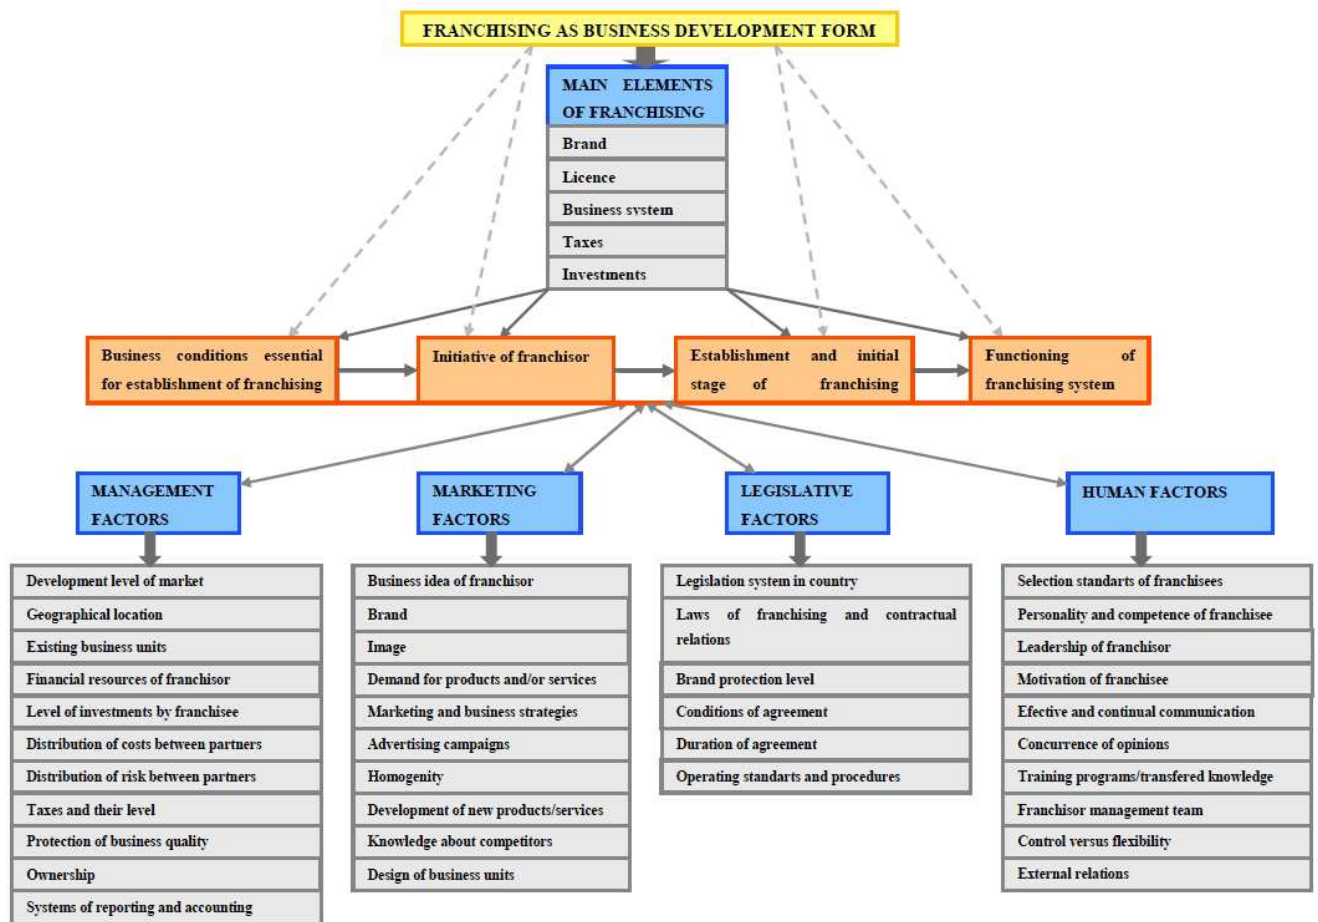 FRANCHISING AS BUSINESS DEVELOPMENT FORM
MAIN ELEMENTS
OF FRANCHISING
Brand
Licence
Business system
Taxes
Investments
Business conditions essential
for establishment of franchising
Initiative of franchisor
Establishment and initial
stage of franchising
Functioning of
franchising system
MANAGEMENT
FACTORS
Development level of market
Geographical location
Existing business units
Financial resources of franchisor
Level of investments by franchisee
Distribution of costs between partners
Distribution of risk between partners
Taxes and their level
Protection of business quality
Ownership
Systems of reporting and accounting
MARKETING
FACTORS
Business idea of franchisor
Brand
Image
Demand for products and/or services
Marketing and business strategies
Advertising campaigns
Homogenity
Development of new products/services
Knowledge about competitors
Design of business units
LEGISLATIVE
FACTORS
Legislation system in country
Laws of franchising and contractual
relations
Brand protection level
Conditions of agreement
Duration of agreement
Operating standarts and procedures
HUMAN FACTORS
Selection standarts of franchisees
Personality and competence of franchisee
Leadership of franchisor
Motivation of franchisee
Efective and continual communication
Concurrence of opinions
Training programs/transfered knowledge
Franchisor management team
Control versus flexibility
External relations